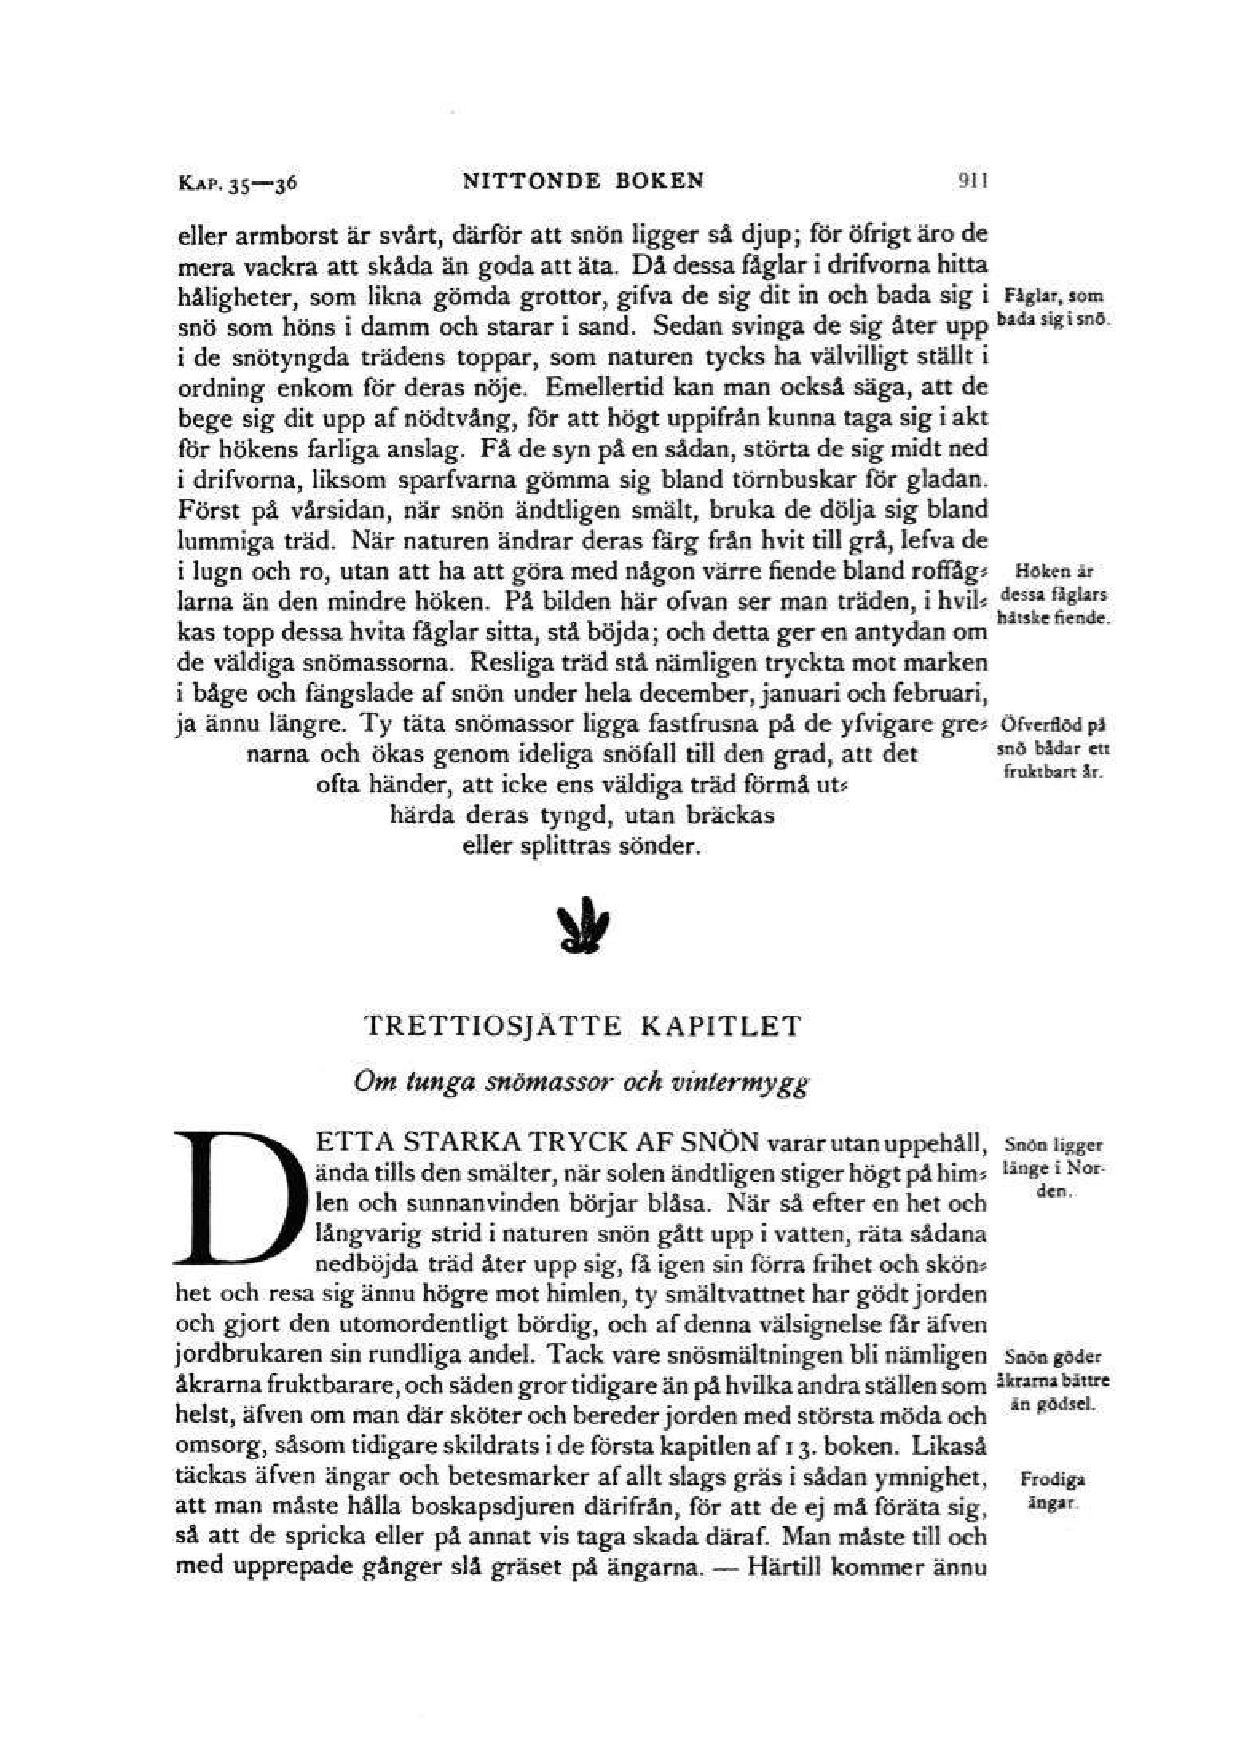 KAP. 35—36 NITTONDE BOKEN 911
eller armborst är svårt, därför att snön ligger så djup; för öfrigt äro de
mera vackra att skåda än goda att äta. Då dessa fåglar i drifvorna hitta
håligheter, som likna gömda grottor, gifva de sig dit in och bada sig i
snö som höns i damm och starar i sand. Sedan svinga de sig åter upp
i de snötyngda trädens toppar, som naturen tycks ha välvilligt ställt i
ordning enkom för deras nöje. Emellertid kan man också säga, att de
bege sig dit upp af nödtvång, för att högt uppifrån kunna taga sig i akt
för hökens farliga anslag. Få de syn på en sådan, störta de sig midt ned
i drifvorna, liksom sparfvarna gömma sig bland törnbuskar för gladan.
Först på vårsidan, när snön ändtligen smält, bruka de dölja sig bland
lummiga träd. När naturen ändrar deras färg från hvit till grå, lefva de
i lugn och ro, utan att ha att göra med någon värre fiende bland roffåg-
larna än den mindre höken. På bilden här ofvan ser man träden, i hvil-
kas topp dessa hvita fåglar sitta, stå böjda; och detta ger en antydan om
de väldiga snömassorna. Resliga träd stå nämligen tryckta mot marken
i båge och fängslade af snön under hela december, januari och februari,
ja ännu längre. Ty täta snömassor ligga fastfrusna på de yfvigare gre-
narna och ökas genom ideliga snöfall till den grad, att det
ofta händer, att icke ens väldiga träd förmå ut-
härda deras tyngd, utan bräckas
eller splittras sönder.
Fåglar, som
bada sig i snö.
Höken är
dessa fåglars
hätske fiende.
Öfverflöd på
snö bådar ett
fruktbart år.
TRETTIOSJÄTTE KAPITLET
Om tunga snömassor och vintermygg
DETTA STARKA TRYCK AF SNÖN varar utan uppehåll,
ända tills den smälter, när solen ändtligen stiger högt på him-
len och sunnanvinden börjar blåsa. När så efter en het och
långvarig strid i naturen snön gått upp i vatten, räta sådana
nedböjda träd åter upp sig, få igen sin förra frihet och skön-
het och resa sig ännu högre mot himlen, ty smältvattnet har gödt jorden
och gjort den utomordentligt bördig, och af denna välsignelse får äfven
jordbrukaren sin rundliga andel. Tack vare snösmältningen bli nämligen
åkrarna fruktbarare, och säden gror tidigare än på hvilka andra ställen som
helst, äfven om man där sköter och bereder jorden med största möda och
omsorg, såsom tidigare skildrats i de första kapitlen af 13. boken. Likaså
täckas äfven ängar och betesmarker af allt slags gräs i sådan ymnighet,
att man måste hålla boskapsdjuren därifrån, för att de ej må föräta sig,
så att de spricka eller på annat vis taga skada däraf. Man måste till och
med upprepade gånger slå gräset på ängarna. — Härtill kommer ännu
Snön ligger
länge i Nor-
den.
Snön göder
åkrarna bättre
än gödsel.
Frodiga
ängar.